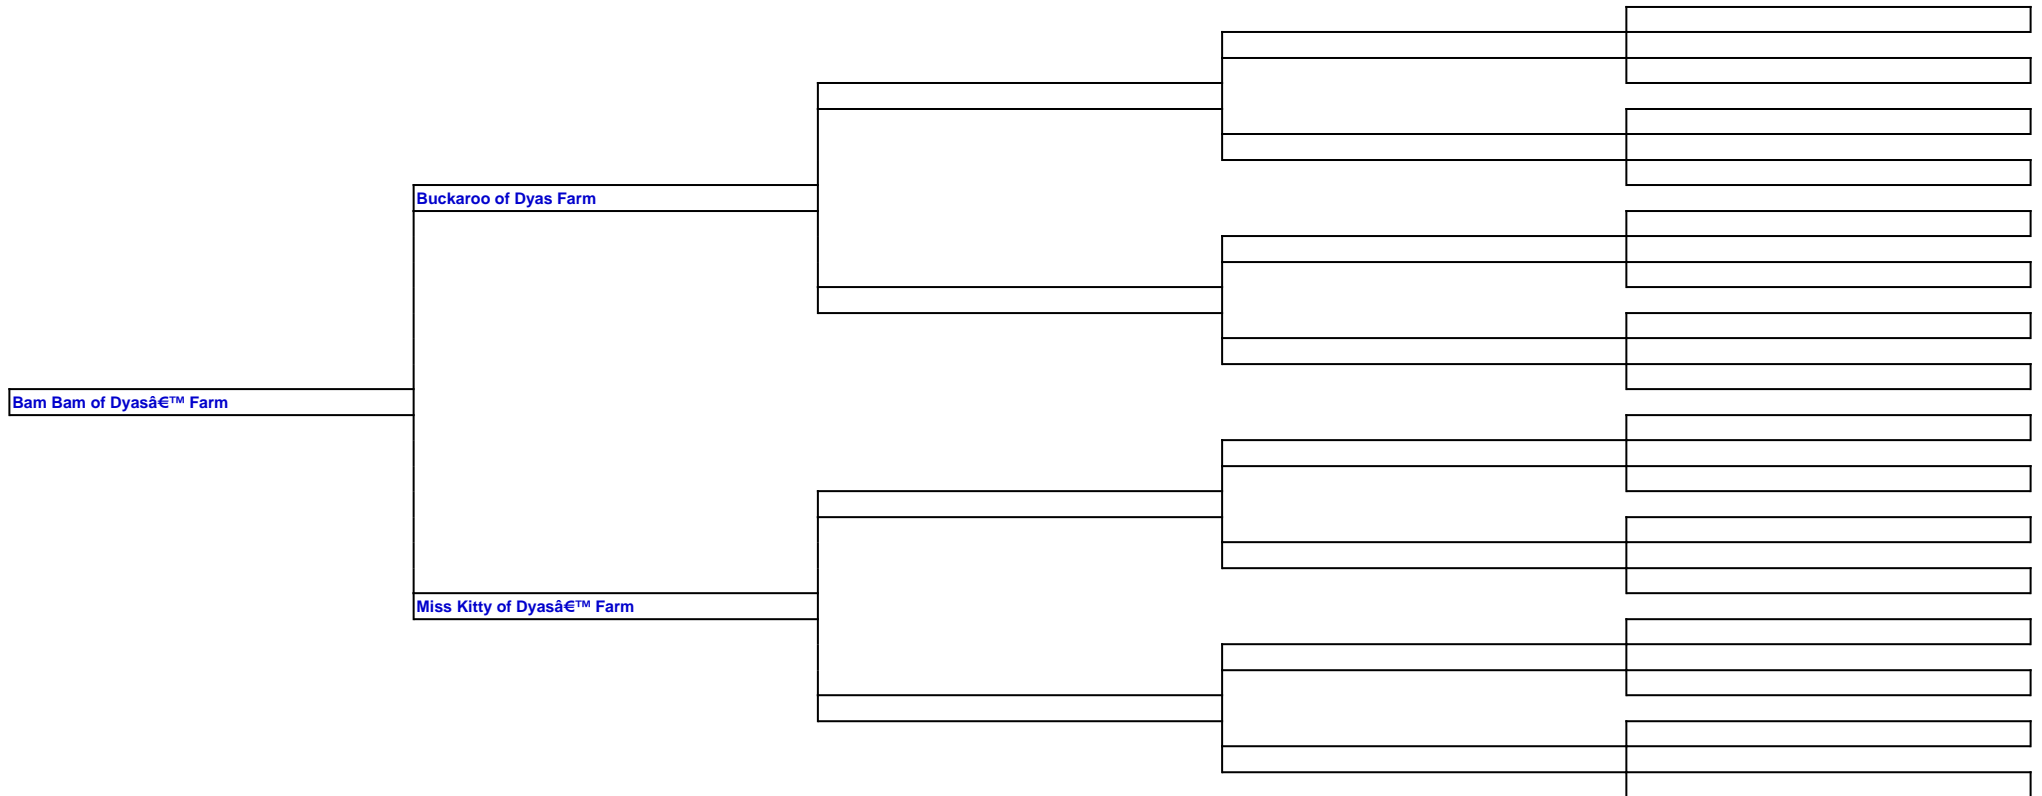 Buckaroo of Dyas Farm
Bam Bam of Dyasâ€™ Farm
Miss Kitty of Dyasâ€™ Farm